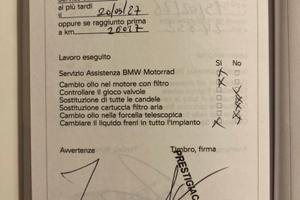 al più tardi
il 20/05/27
oppure se raggiunto prima
a km.
Lavoro eseguito
Sì No
Servizio Assistenza BMW Motorrad
Cambio olio nel motore con filtro
Controllare il gioco valvole
Sostituzione di tutte le candele
Sostituzione cartuccia filtro aria
Cambio olio nella forcella telescopica
Cambiare il liquido freni in tutto l'impianto
Avvertenze
Timbro, firma